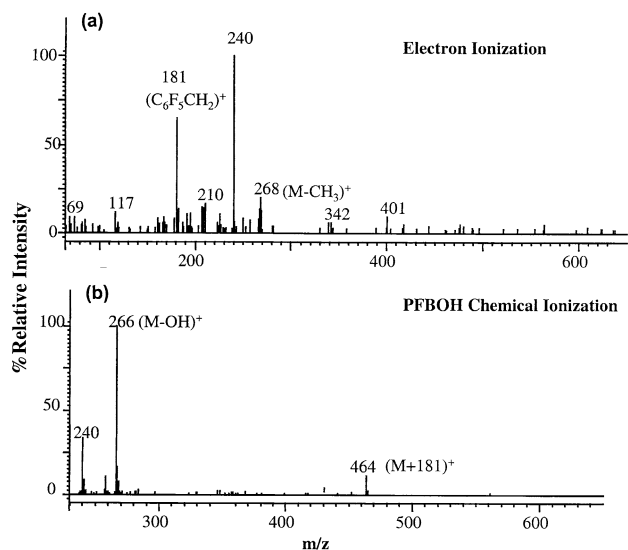 (a)
Electron Ionization
240
100
181
(C₆F₅CH₂)⁺
50
69
117
210
268 (M-CH₃)⁺
342
401
0
200
400
600
% Relative Intensity
(b)
PFBOH Chemical Ionization
100
266 (M-OH)⁺
50
240
464 (M+181)⁺
0
300
400
500
600
m/z